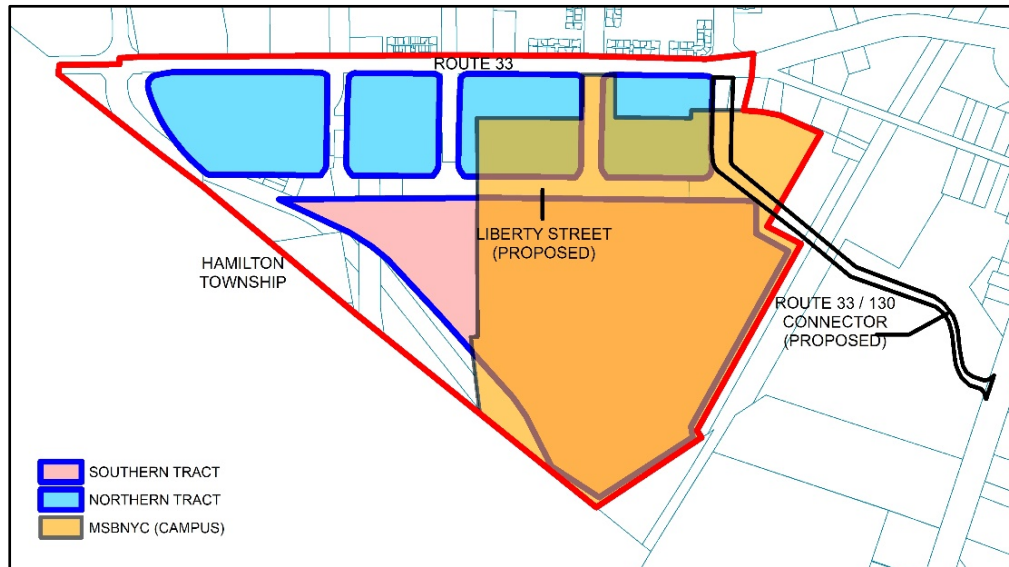 ROUTE 33
LIBERTY STREET
(PROPOSED)
HAMILTON
TOWNSHIP
ROUTE 33 / 130
CONNECTOR
(PROPOSED)
SOUTHERN TRACT
NORTHERN TRACT
MSBNYC (CAMPUS)